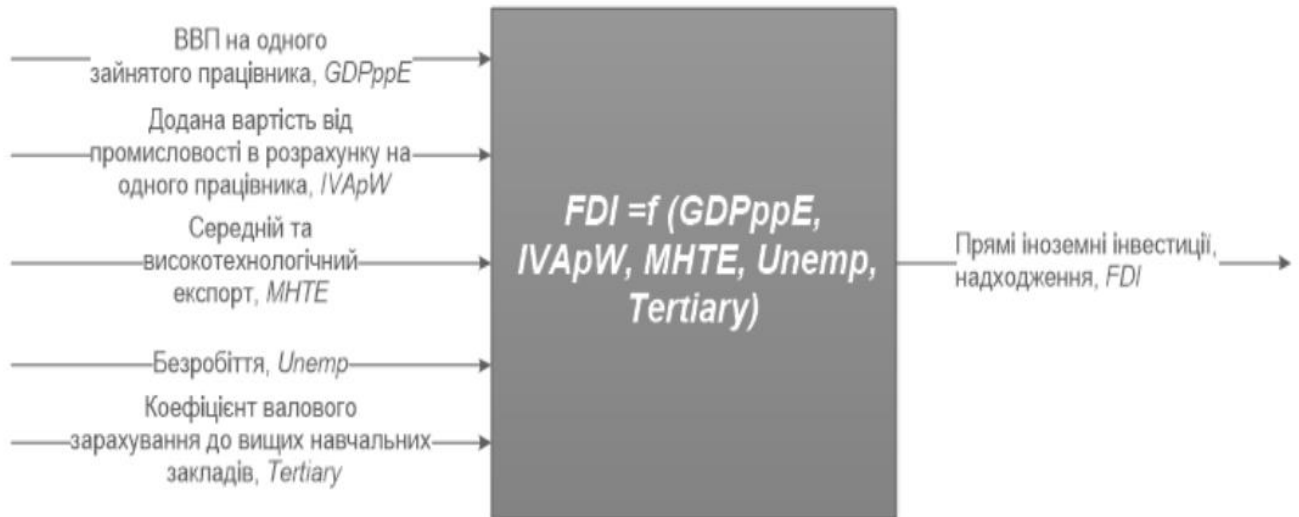 ВВП на одного
зайнятого працівника, GDPppE
Додана вартість від
промисловості в розрахунку на
одного працівника, IVApW
Середній та
високотехнологічний
експорт, MHTE
Безробіття, Unemp
Коефіцієнт валового
зарахування до вищих навчальних
закладів, Tertiary
FDI =f (GDPppE,
IVApW, MHTE, Unemp,
Tertiary)
Прямі іноземні інвестиції,
надходження, FDI